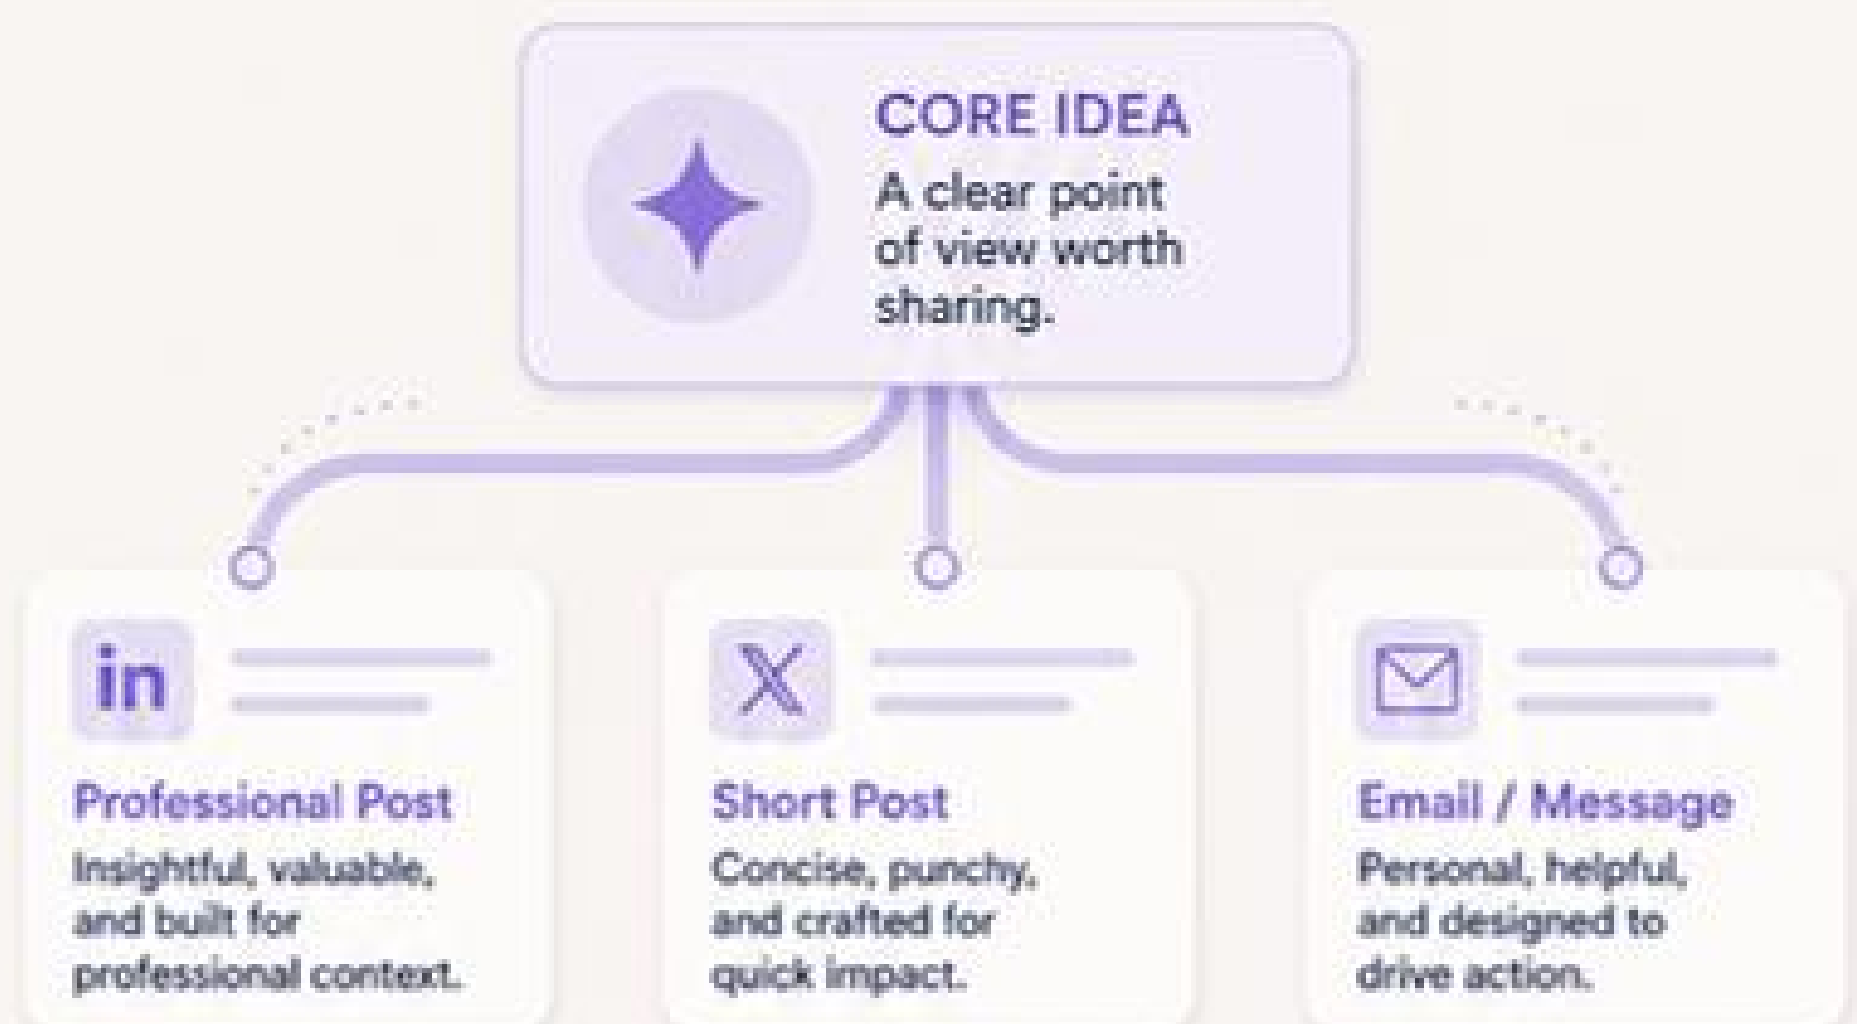 CORE IDEA
A clear point
of view worth
sharing.
in
Professional Post
Insightful, valuable,
and built for
professional context.
X
Short Post
Concise, punchy,
and crafted for
quick impact.
Email / Message
Personal, helpful,
and designed to
drive action.